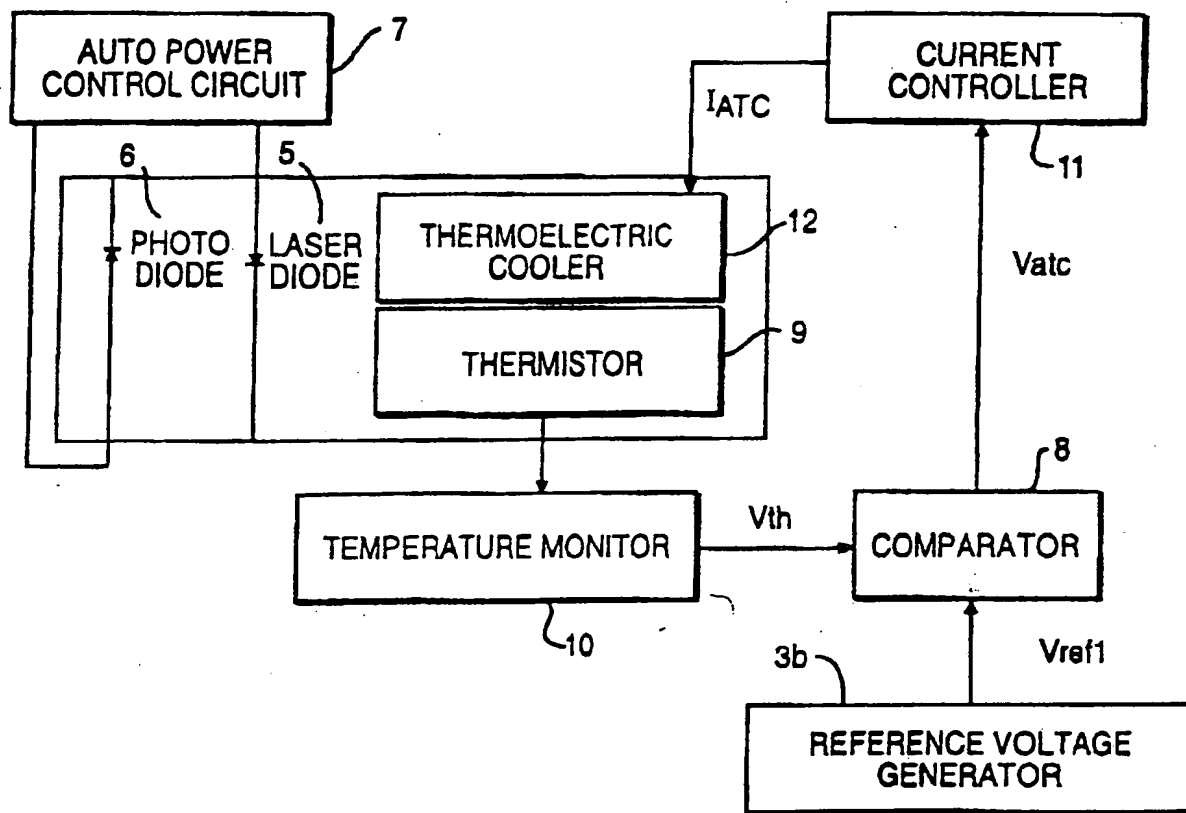 AUTO POWER
CONTROL CIRCUIT
7
CURRENT
CONTROLLER
11
IATC
6
5
PHOTO
DIODE
LASER
DIODE
THERMOELECTRIC
COOLER
12
Vatc
THERMISTOR
9
8
TEMPERATURE MONITOR
10
Vth
COMPARATOR
3b
Vref1
REFERENCE VOLTAGE
GENERATOR